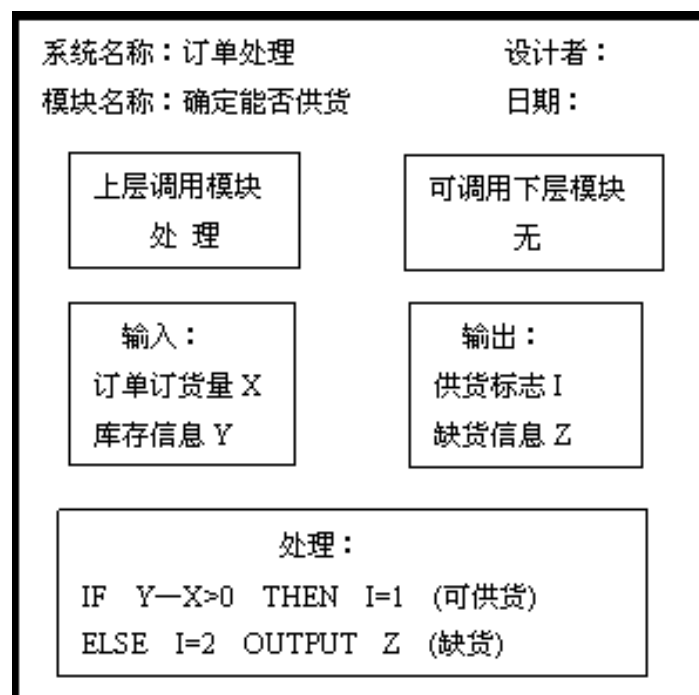 系统名称：订单处理 设计者：
模块名称：确定能否供货 日期：
上层调用模块
处 理
可调用下层模块
无
输入：
订单订货量 X
库存信息 Y
输出：
供货标志 I
缺货信息 Z
处理：
IF Y—X>0 THEN I=1 (可供货)
ELSE I=2 OUTPUT Z (缺货)